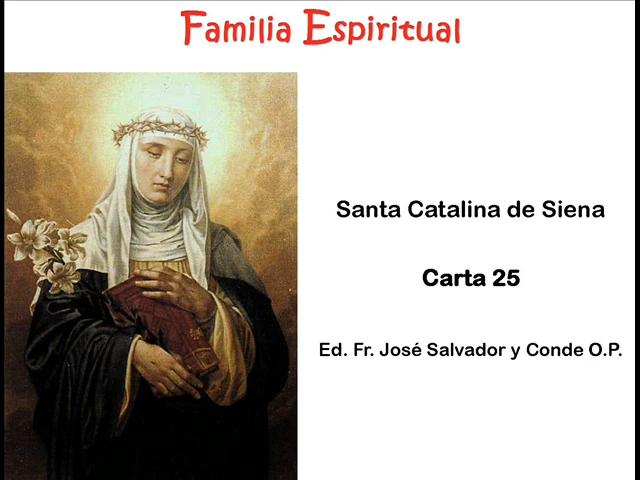 Familia Espiritual
Santa Catalina de Siena
Carta 25
Ed. Fr. José Salvador y Conde O.P.